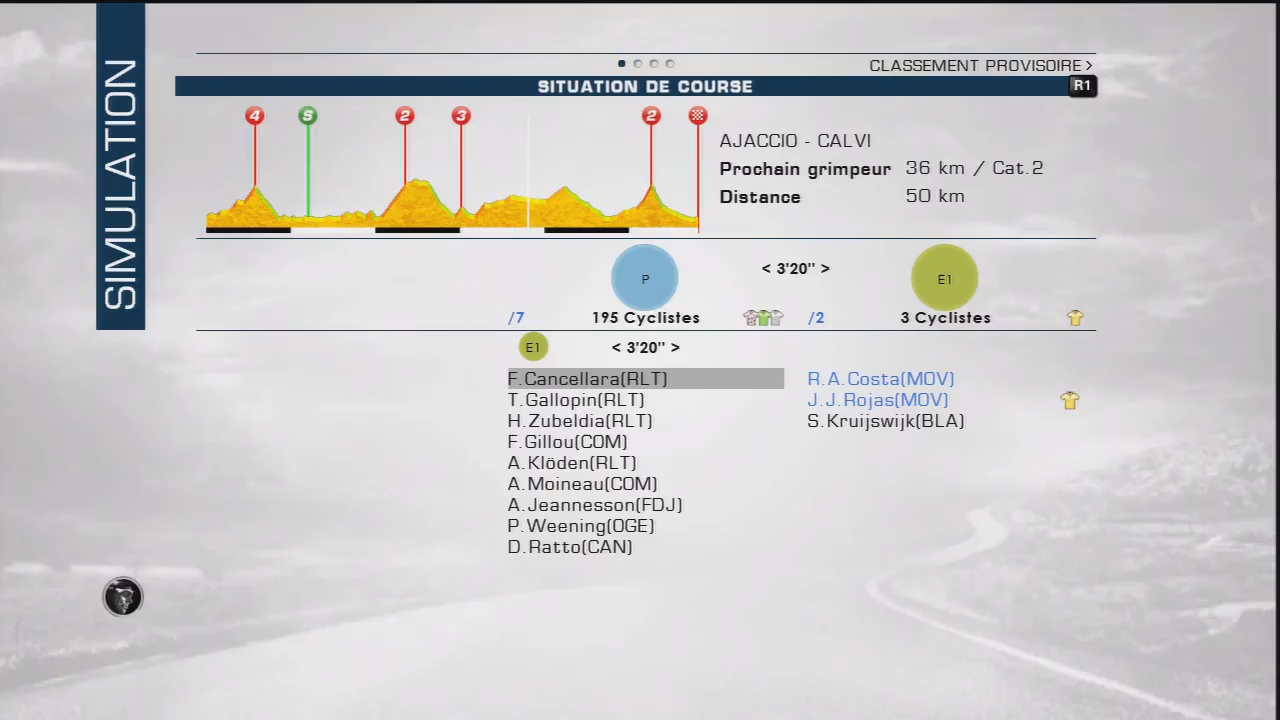 SIMULATION
CLASSEMENT PROVISOIRE >
SITUATION DE COURSE
R1
4 S 2 3 2
AJACCIO - CALVI
Prochain grimpeur 36 km / Cat.2
Distance 50 km
P < 3'20'' > E1
/7 195 Cyclistes /2 3 Cyclistes
E1 < 3'20'' >
F.Cancellara(RLT) R.A.Costa(MOV)
T.Gallopin(RLT) J.J.Rojas(MOV)
H.Zubeldia(RLT) S.Kruijswijk(BLA)
F.Gillou(COM)
A.Klöden(RLT)
A.Moineau(COM)
A.Jeannesson(FDJ)
P.Weening(OGE)
D.Ratto(CAN)